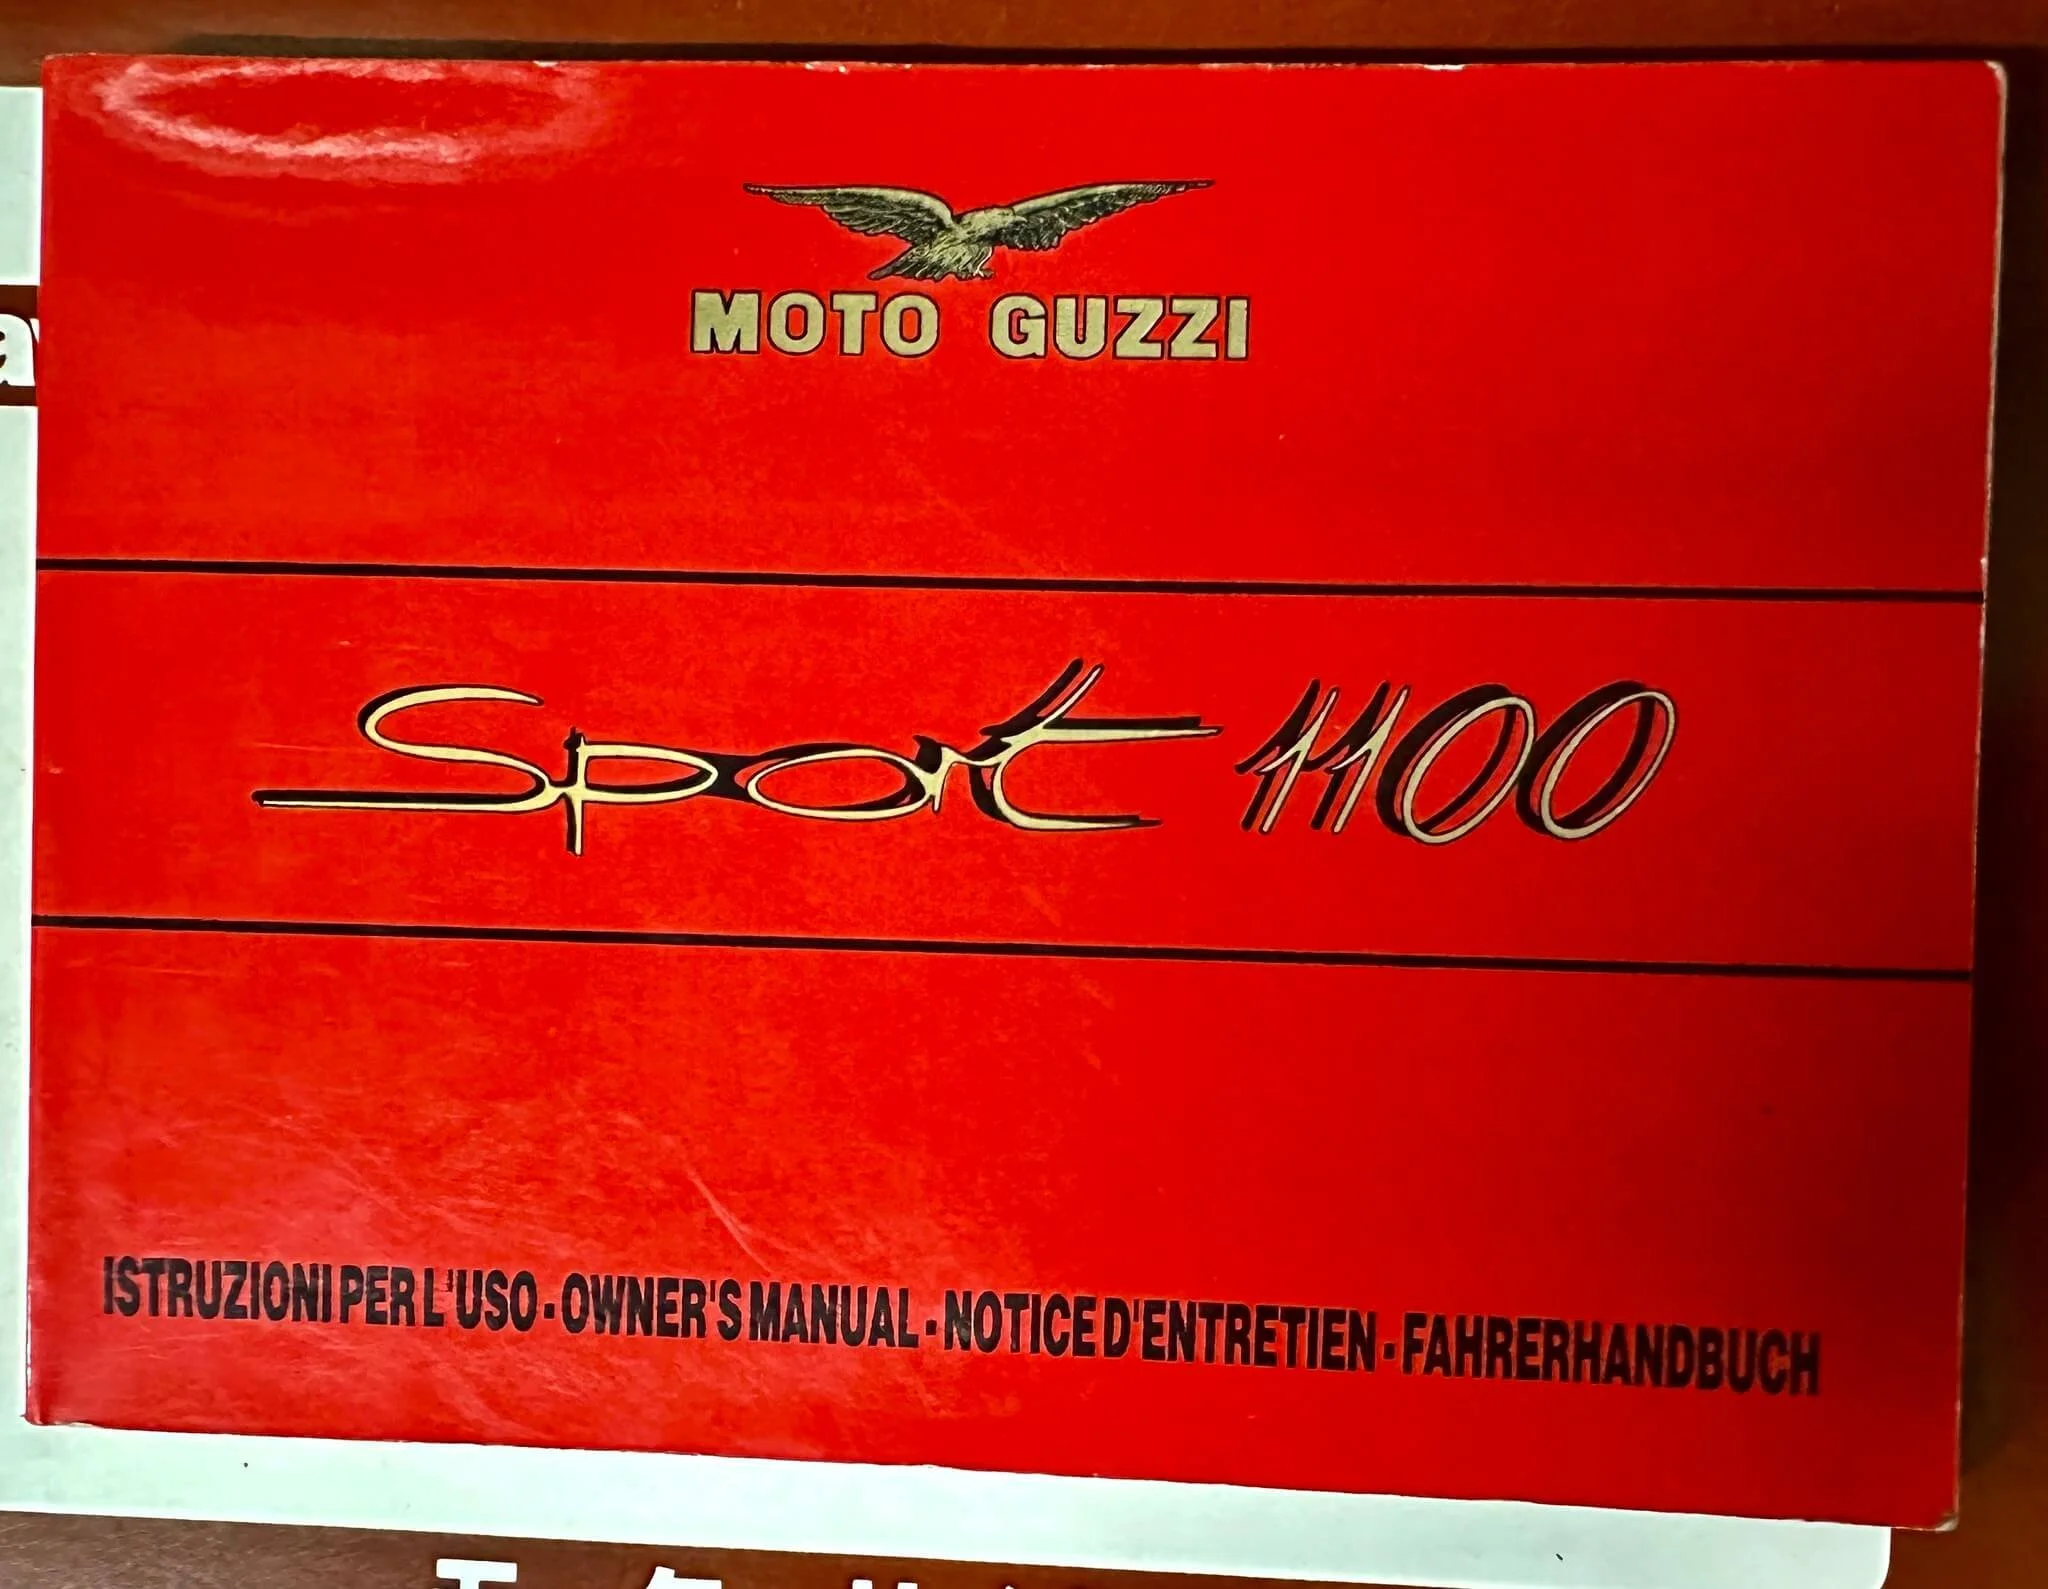 MOTO GUZZI
Sport 1100
ISTRUZIONI PER L'USO - OWNER'S MANUAL - NOTICE D'ENTRETIEN - FAHRERHANDBUCH